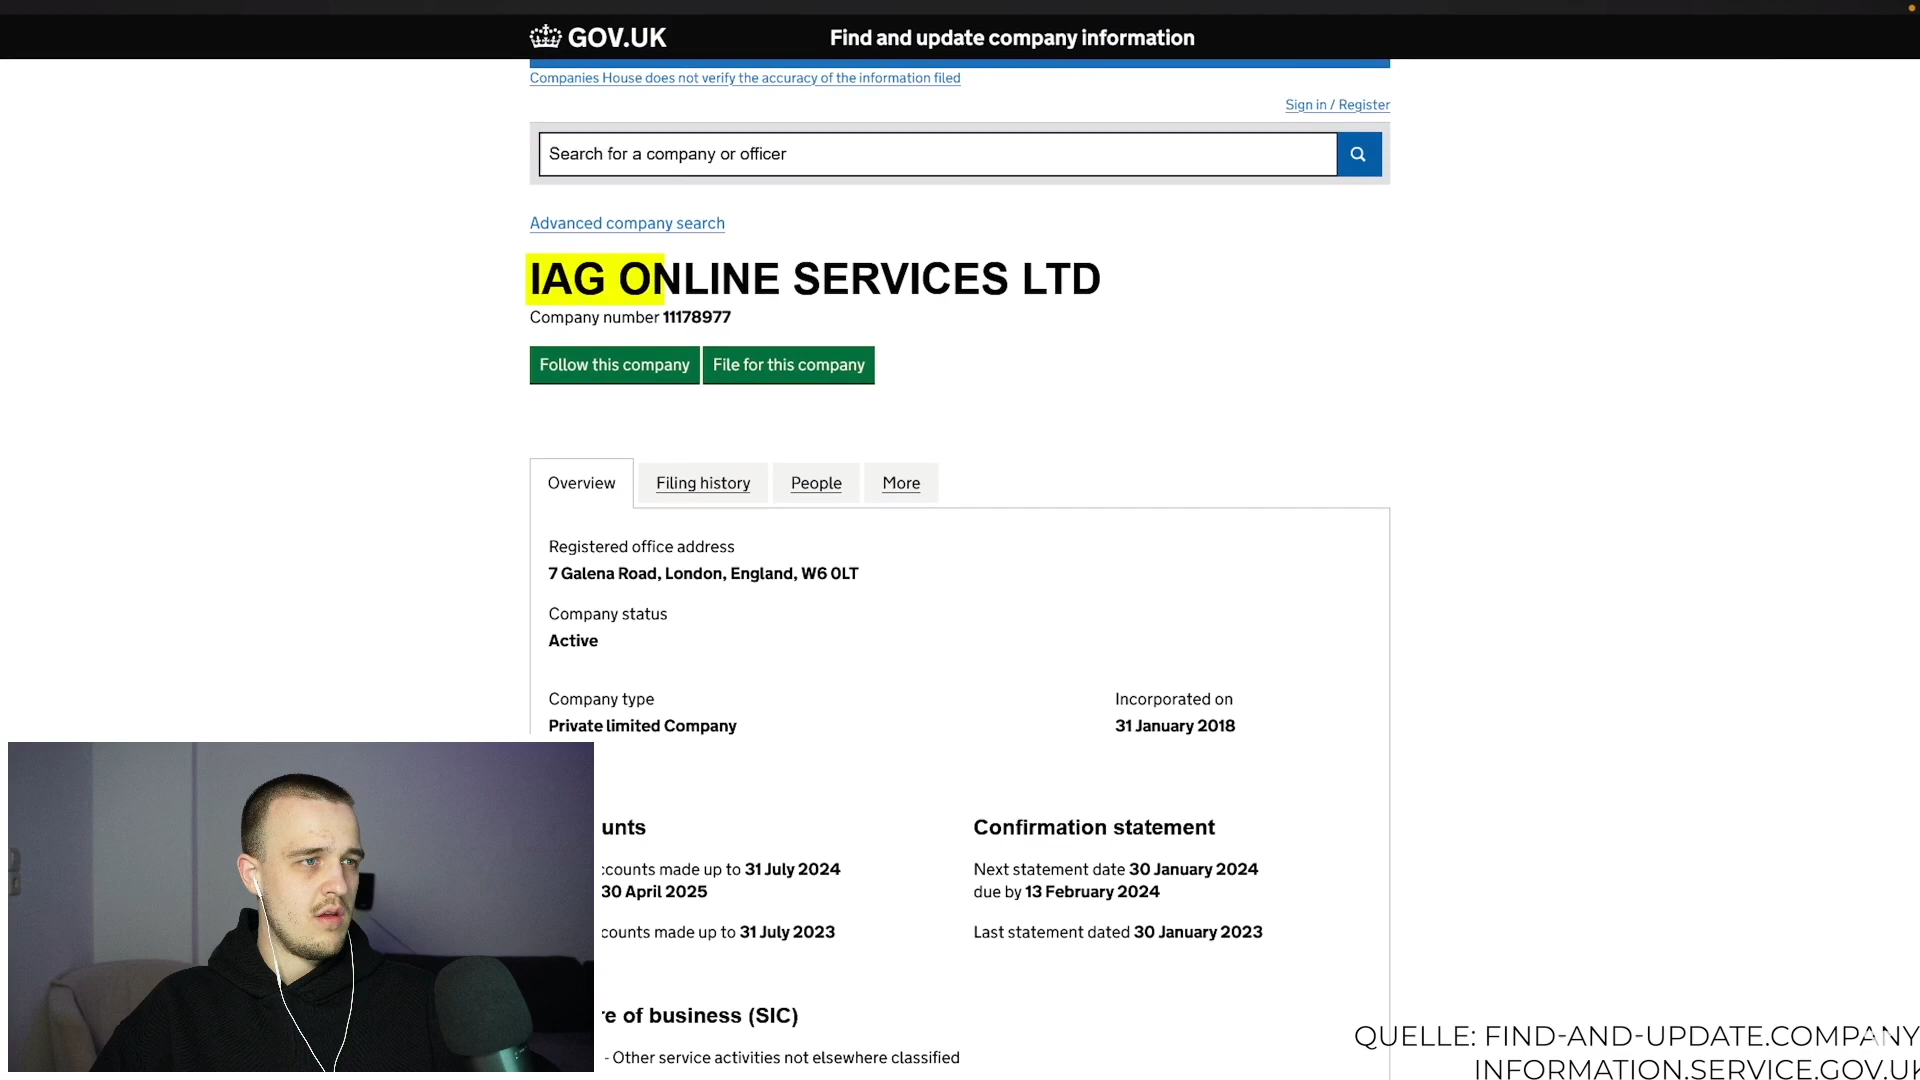 GOV.UK
Find and update company information
Companies House does not verify the accuracy of the information filed
Sign in / Register
Search for a company or officer
Advanced company search
IAG ONLINE SERVICES LTD
Company number 11178977
Follow this company
File for this company
Overview
Filing history
People
More
Registered office address
7 Galena Road, London, England, W6 0LT
Company status
Active
Company type
Incorporated on
Private limited Company
31 January 2018
unts
Confirmation statement
ccounts made up to 31 July 2024
30 April 2025
Next statement date 30 January 2024
due by 13 February 2024
counts made up to 31 July 2023
Last statement dated 30 January 2023
re of business (SIC)
- Other service activities not elsewhere classified
QUELLE: FIND-AND-UPDATE.COMPANY
INFORMATION.SERVICE.GOV.UK